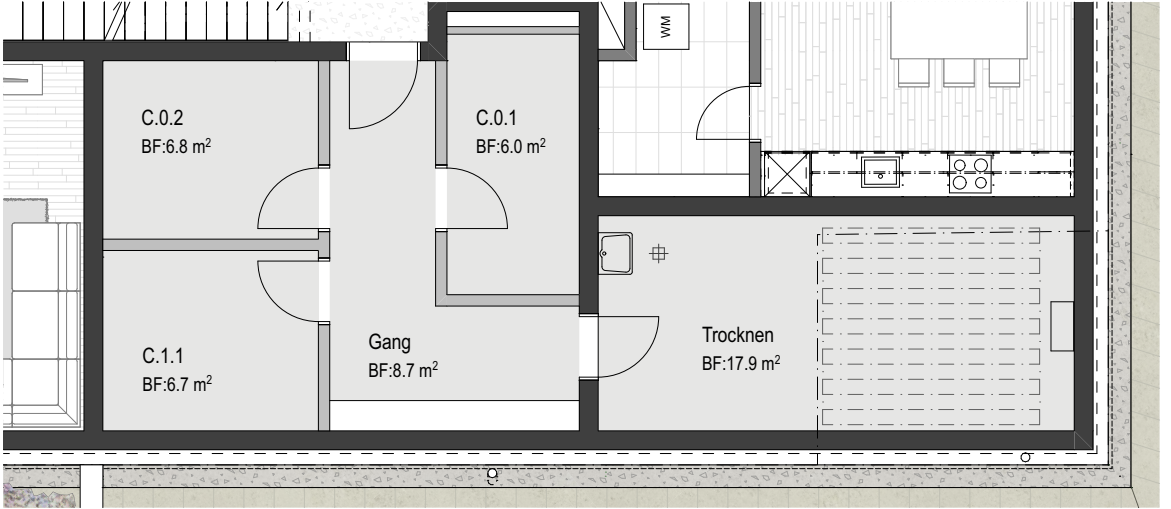 WM
C.0.2
BF:6.8 m²
C.0.1
BF:6.0 m²
C.1.1
BF:6.7 m²
Gang
BF:8.7 m²
Trocknen
BF:17.9 m²